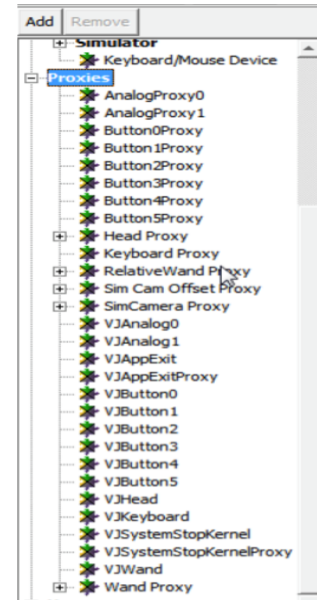 Add Remove
Simulator
Keyboard/Mouse Device
Proxies
AnalogProxy0
AnalogProxy1
Button0Proxy
Button1Proxy
Button2Proxy
Button3Proxy
Button4Proxy
Button5Proxy
Head Proxy
Keyboard Proxy
RelativeWand Proxy
Sim Cam Offset Proxy
SimCamera Proxy
VJAnalog0
VJAnalog1
VJAppExit
VJAppExitProxy
VJButton0
VJButton1
VJButton2
VJButton3
VJButton4
VJButton5
VJHead
VJKeyboard
VJSystemStopKernel
VJSystemStopKernelProxy
VJWand
Wand Proxy